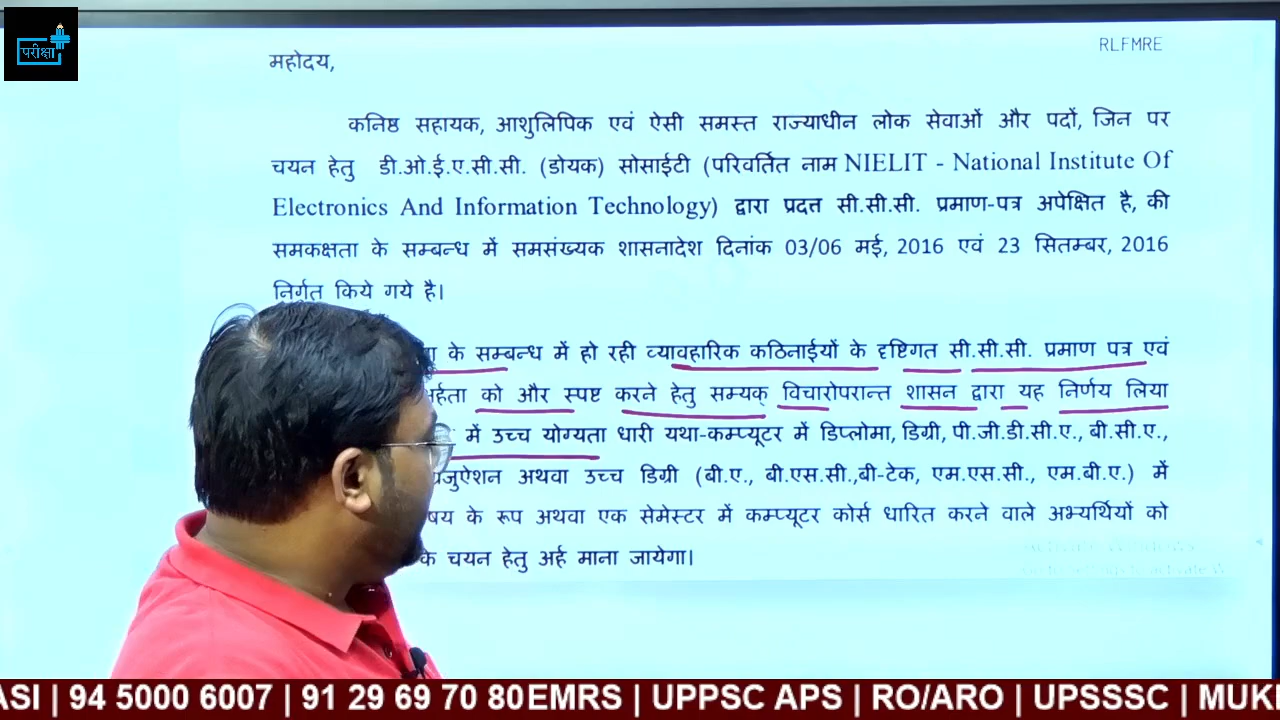 परीक्षा
RLFMRE
महोदय,
कनिष्ठ सहायक, आशुलिपिक एवं ऐसी समस्त राज्याधीन लोक सेवाओं और पदों, जिन पर
चयन हेतु डी.ओ.ई.ए.सी.सी. (डोयक) सोसाईटी (परिवर्तित नाम NIELIT - National Institute Of
Electronics And Information Technology) द्वारा प्रदत्त सी.सी.सी. प्रमाण-पत्र अपेक्षित है, की
समकक्षता के सम्बन्ध में समसंख्यक शासनादेश दिनांक 03/06 मई, 2016 एवं 23 सितम्बर, 2016
निर्गत किये गये है।
के सम्बन्ध में हो रही व्यावहारिक कठिनाईयों के दृष्टिगत सी.सी.सी. प्रमाण पत्र एवं
को और स्पष्ट करने हेतु सम्यक् विचारोपरान्त शासन द्वारा यह निर्णय लिया
में उच्च योग्यता धारी यथा-कम्प्यूटर में डिप्लोमा, डिग्री, पी.जी.डी.सी.ए., बी.सी.ए.,
अथवा उच्च डिग्री (बी.ए., बी.एस.सी.,बी-टेक, एम.एस.सी., एम.बी.ए.) में
के रूप अथवा एक सेमेस्टर में कम्प्यूटर कोर्स धारित करने वाले अभ्यर्थियों को
के चयन हेतु अर्ह माना जायेगा।
ASI | 94 5000 6007 | 91 29 69 70 80 EMRS | UPPSC APS | RO/ARO | UPSSSC | MUK